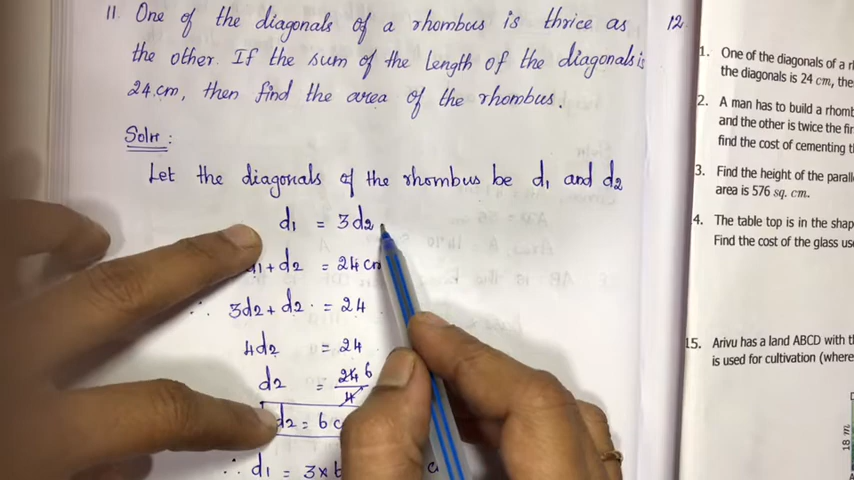 11. One of the diagonals of a rhombus is thrice as
the other. If the sum of the length of the diagonals is
24 cm, then find the area of the rhombus.
Soln:
Let the diagonals of the rhombus be d1 and d2
d1 = 3d2
d1 + d2 = 24 cm
∴ 3d2 + d2 = 24
4d2 = 24
d2 = 24/4 6
d2 = 6 c
∴ d1 = 3 × 6
12
1. One of the diagonals of a r
the diagonals is 24 cm, the
2. A man has to build a rhomb
and the other is twice the fir
find the cost of cementing t
3. Find the height of the parall
area is 576 sq. cm.
4. The table top is in the shap
Find the cost of the glass us
15. Arivu has a land ABCD with t
is used for cultivation (where
18 m